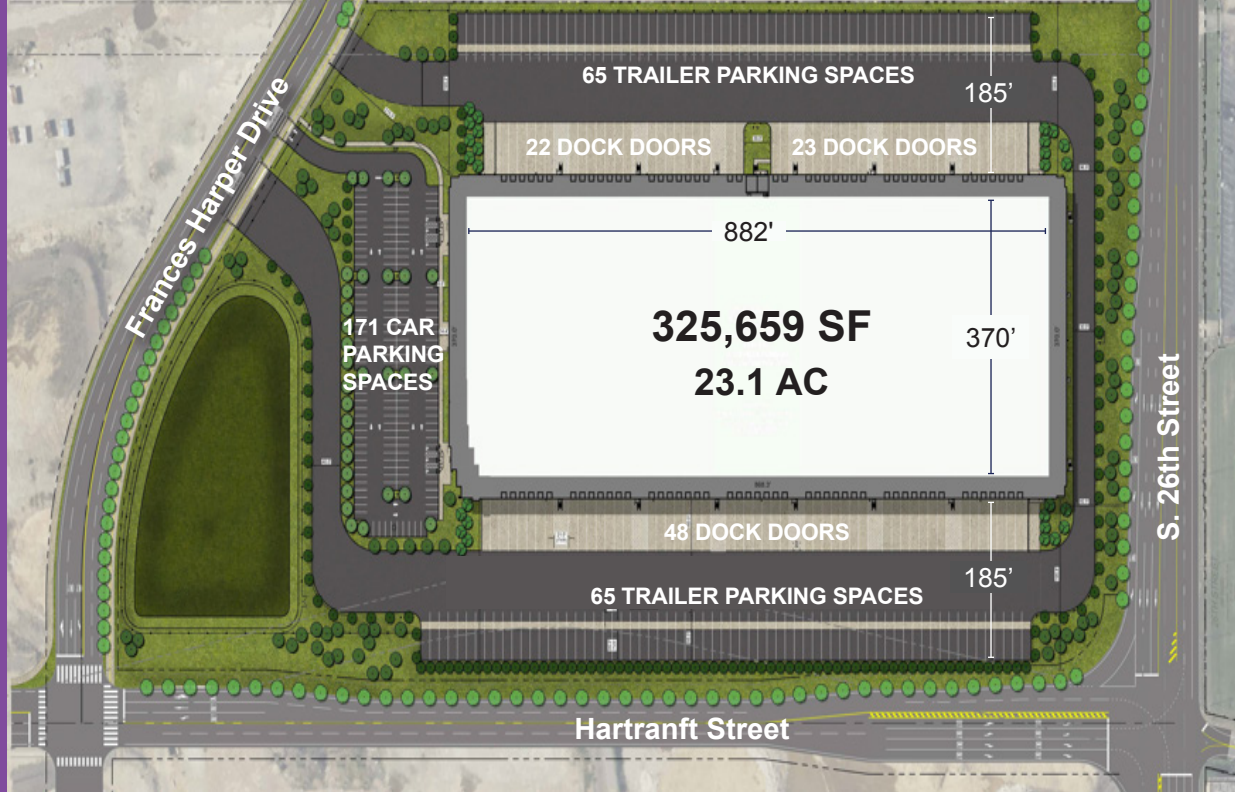 65 TRAILER PARKING SPACES
185’
22 DOCK DOORS
23 DOCK DOORS
Frances Harper Drive
882'
325,659 SF
23.1 AC
370’
171 CAR
PARKING
SPACES
S. 26th Street
48 DOCK DOORS
185’
65 TRAILER PARKING SPACES
Hartranft Street